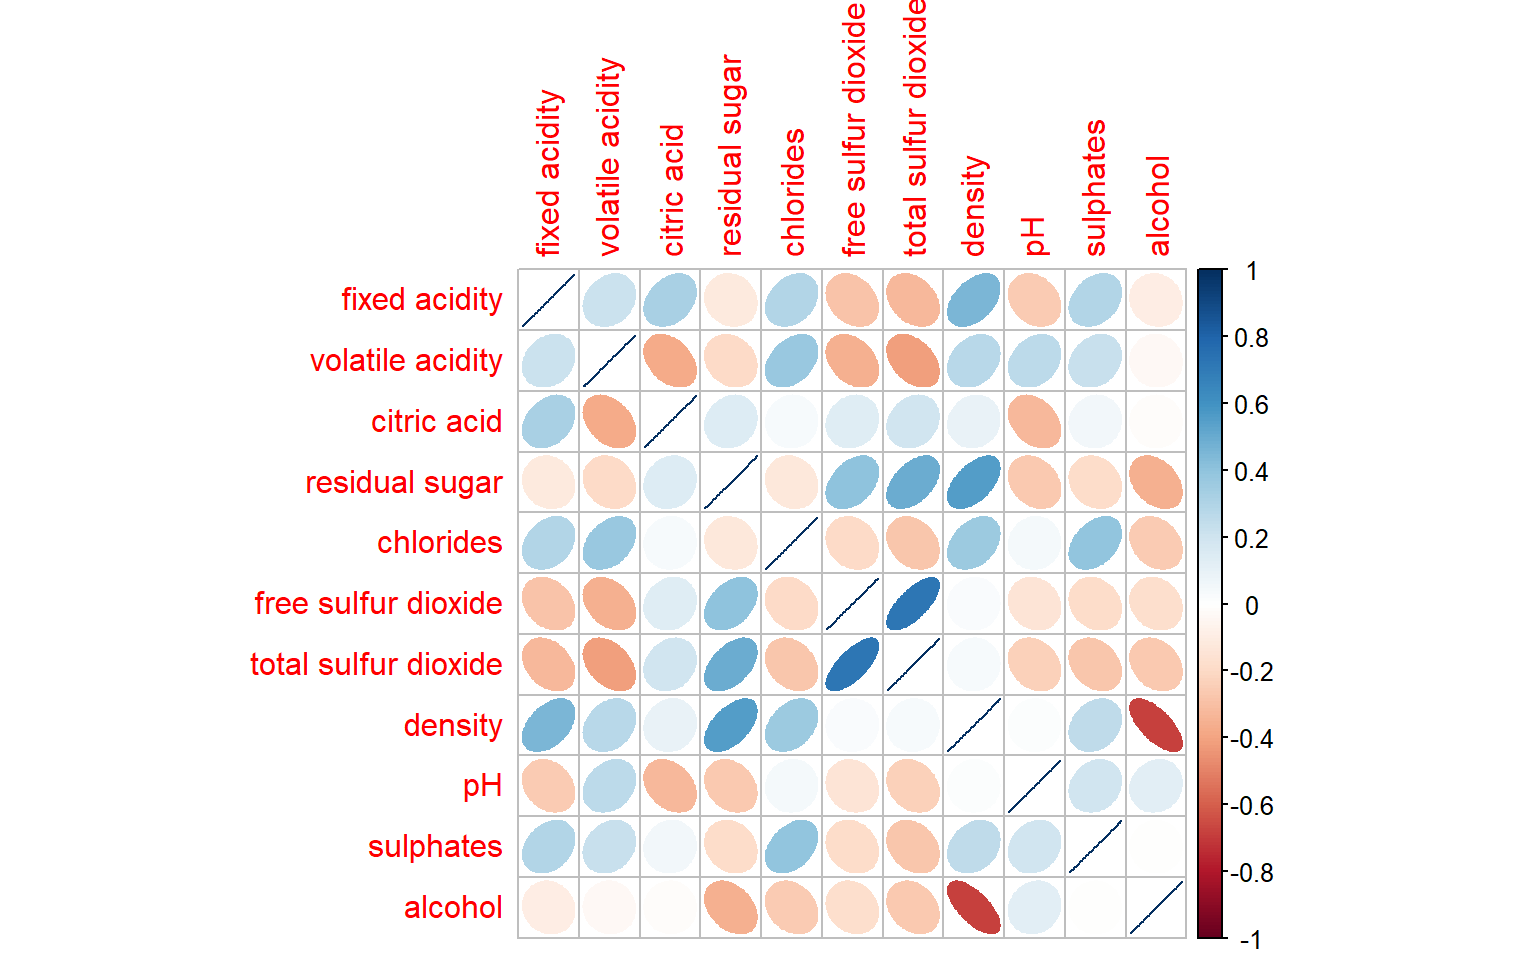 fixed acidity
volatile acidity
citric acid
residual sugar
chlorides
free sulfur dioxide
total sulfur dioxide
density
pH
sulphates
alcohol
fixed acidity
volatile acidity
citric acid
residual sugar
chlorides
free sulfur dioxide
total sulfur dioxide
density
pH
sulphates
alcohol
1
0.8
0.6
0.4
0.2
0
-0.2
-0.4
-0.6
-0.8
-1